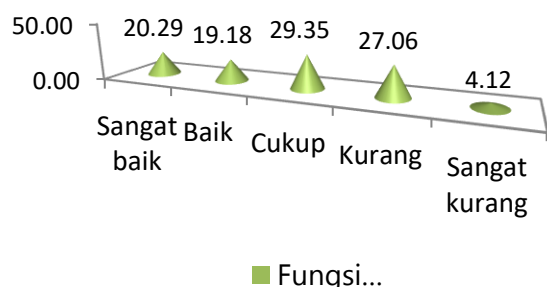 50.00
0.00
20.29
19.18
29.35
27.06
4.12
Sangat
baik
Baik
Cukup
Kurang
Sangat
kurang
Fungsi...